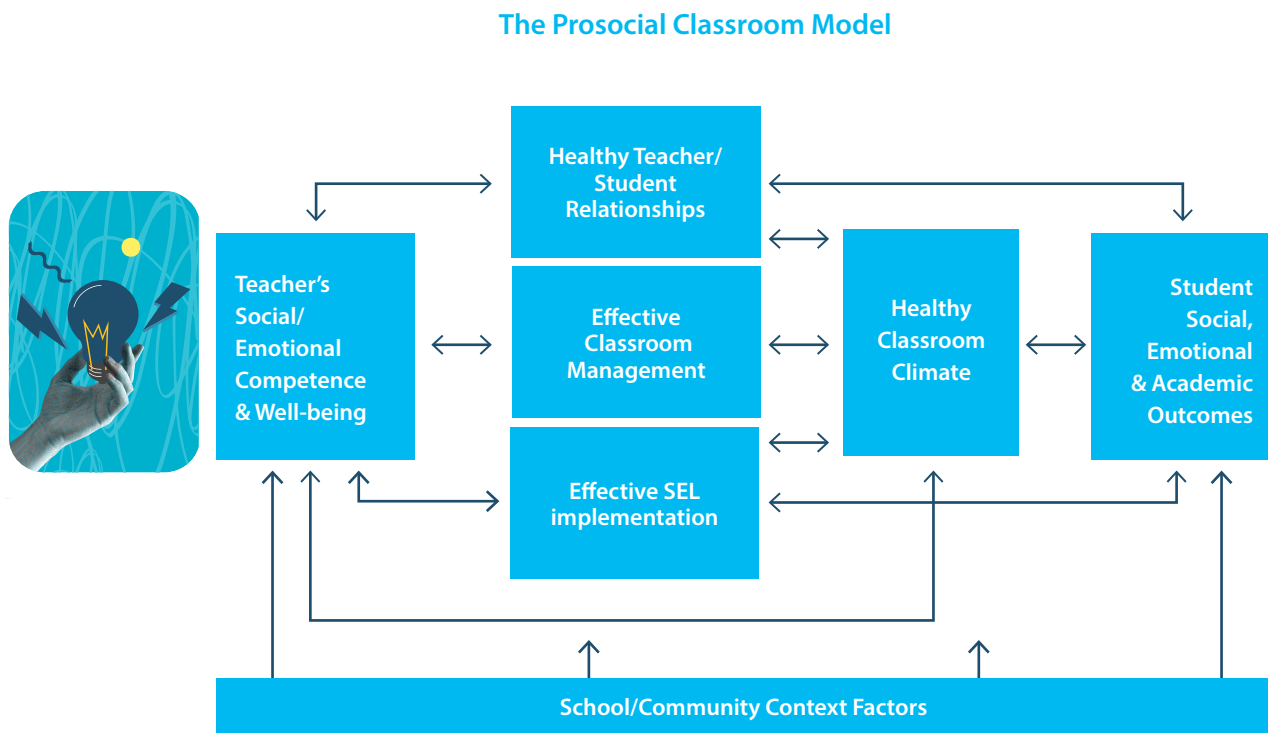 The Prosocial Classroom Model
Healthy Teacher/
Student
Relationships
Teacher's
Social/
Emotional
Competence
& Well-being
Effective
Classroom
Management
Healthy
Classroom
Climate
Student
Social,
Emotional
& Academic
Outcomes
Effective SEL
implementation
School/Community Context Factors